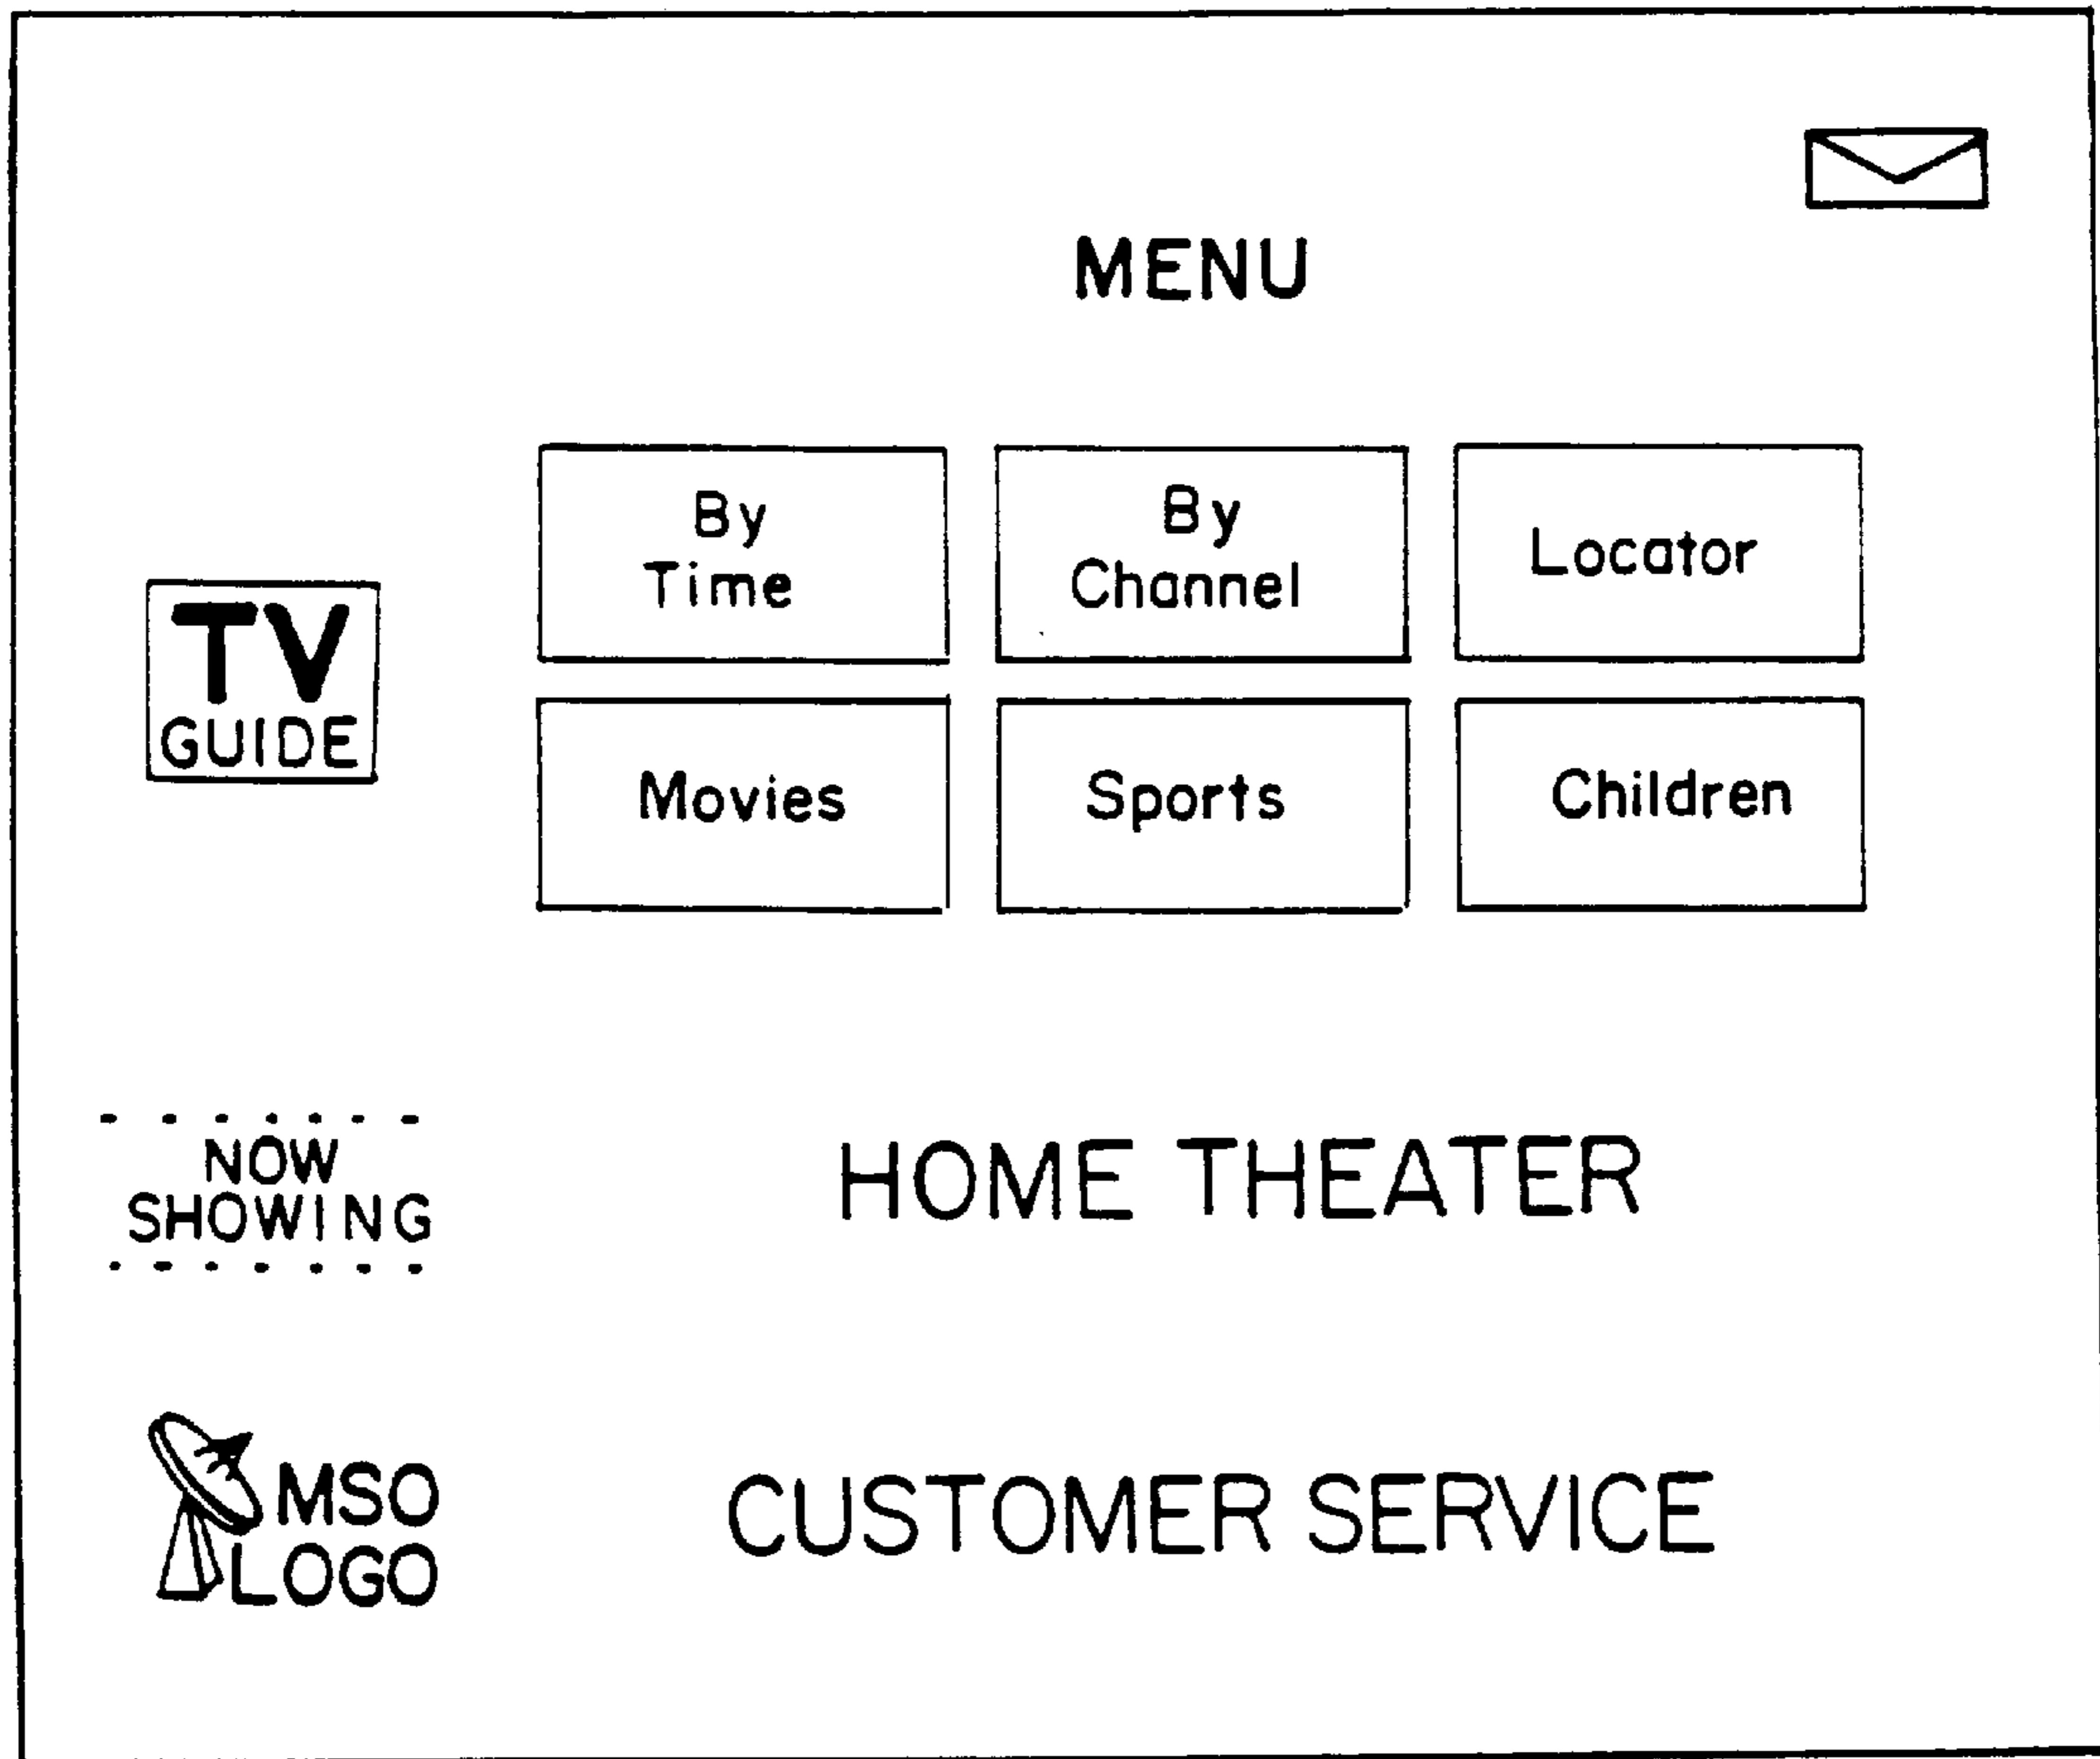 MENU
By
Time
By
Channel
Locator
TV
GUIDE
Movies
Sports
Children
NOW
SHOWING
HOME THEATER
MSO
LOGO
CUSTOMER SERVICE